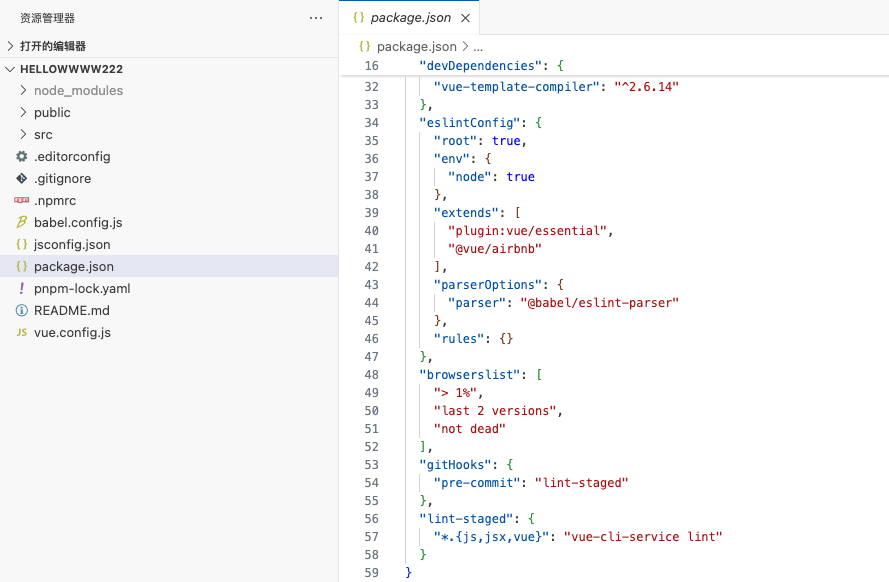 资源管理器
···
打开的编辑器
HELLOWWWW222
node_modules
public
src
.editorconfig
.gitignore
.npmrc
babel.config.js
jsconfig.json
package.json
pnpm-lock.yaml
README.md
JS vue.config.js
{} package.json ×
{} package.json > ...
16 "devDependencies": {
32 "vue-template-compiler": "^2.6.14"
33 },
34 "eslintConfig": {
35 "root": true,
36 "env": {
37 "node": true
38 },
39 "extends": [
40 "plugin:vue/essential",
41 "@vue/airbnb"
42 ],
43 "parserOptions": {
44 "parser": "@babel/eslint-parser"
45 },
46 "rules": {}
47 },
48 "browserslist": [
49 "> 1%",
50 "last 2 versions",
51 "not dead"
52 ],
53 "gitHooks": {
54 "pre-commit": "lint-staged"
55 },
56 "lint-staged": {
57 "*.{js,jsx,vue}": "vue-cli-service lint"
58 }
59 }